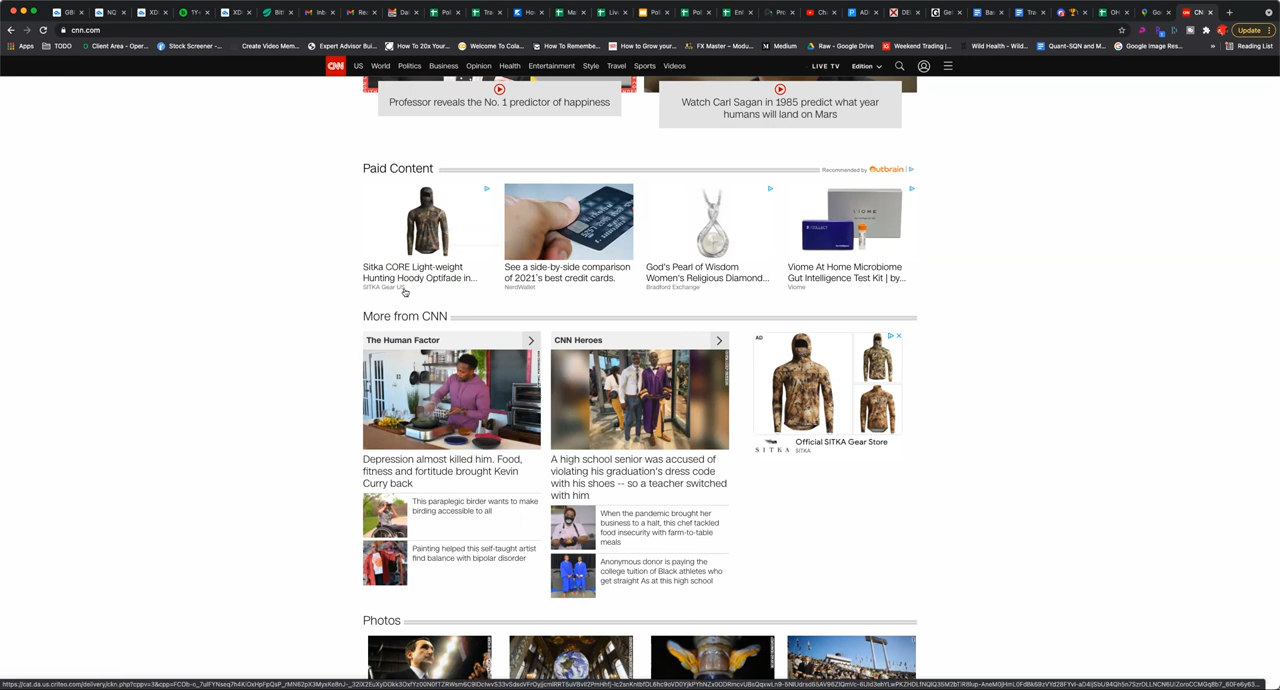 cnn.com
Update
Apps
TODO
Client Area - Oper...
Stock Screener -...
Create Video Mem...
Expert Advisor Bui...
How To 20x Your...
Welcome To Cola...
How To Remembe...
How to Grow your...
FX Master – Modu...
Medium
Raw - Google Drive
Weekend Trading |...
Wild Health - Wild...
Quant-SQN and M...
Google Image Res...
Reading List
CNN
US
World
Politics
Business
Opinion
Health
Entertainment
Style
Travel
Sports
Videos
LIVE TV
Edition
Professor reveals the No. 1 predictor of happiness
Watch Carl Sagan in 1985 predict what year
humans will land on Mars
Paid Content
Recommended by Outbrain
Sitka CORE Light-weight
Hunting Hoody Optifade in...
SITKA Gear US
See a side-by-side comparison
of 2021's best credit cards.
NerdWallet
God's Pearl of Wisdom
Women's Religious Diamond...
Bradford Exchange
Viome At Home Microbiome
Gut Intelligence Test Kit | by...
Viome
More from CNN
The Human Factor
Depression almost killed him. Food,
fitness and fortitude brought Kevin
Curry back
This paraplegic birder wants to make
birding accessible to all
Painting helped this self-taught artist
find balance with bipolar disorder
CNN Heroes
A high school senior was accused of
violating his graduation's dress code
with his shoes -- so a teacher switched
with him
When the pandemic brought her
business to a halt, this chef tackled
food insecurity with farm-to-table
meals
Anonymous donor is paying the
college tuition of Black athletes who
get straight As at this high school
AD
SITKA
Official SITKA Gear Store
SITKA
Photos